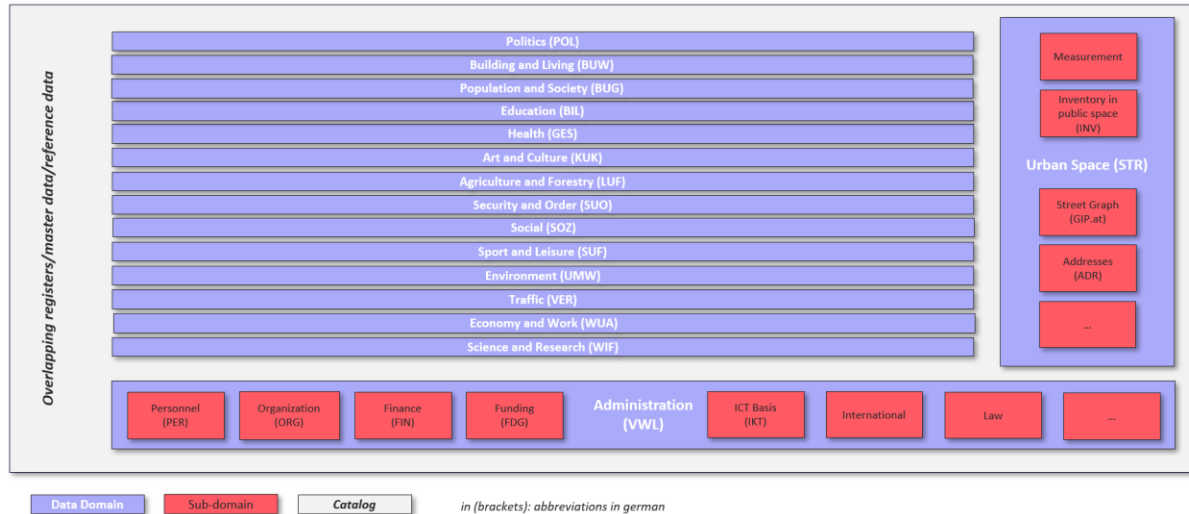 Overlapping registers/master data/reference data
Politics (POL)
Building and Living (BUW)
Population and Society (BUG)
Education (BIL)
Health (GES)
Art and Culture (KUK)
Agriculture and Forestry (LUF)
Security and Order (SUO)
Social (SOZ)
Sport and Leisure (SUF)
Environment (UMW)
Traffic (VER)
Economy and Work (WUA)
Science and Research (WIF)
Measurement
Inventory in
public space
(INV)
Urban Space (STR)
Street Graph
(GIP.at)
Addresses
(ADR)
...
Personnel
(PER)
Organization
(ORG)
Finance
(FIN)
Funding
(FDG)
Administration
(VWL)
ICT Basis
(IKT)
International
Law
...
Data Domain
Sub-domain
Catalog
in (brackets): abbreviations in german